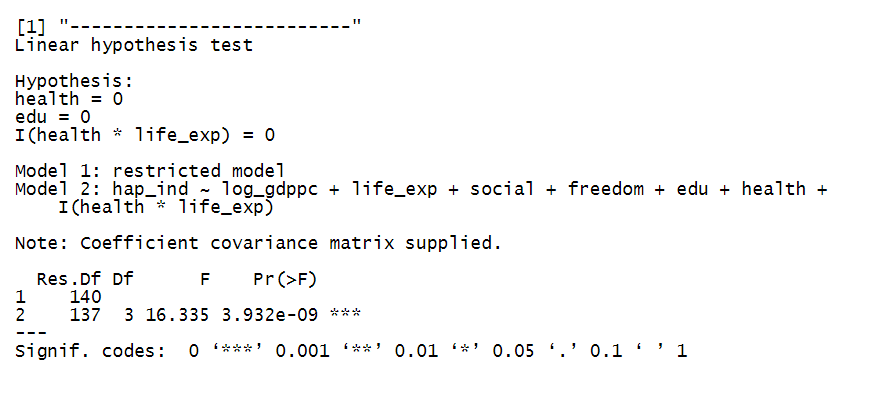 [1] "--------------------------"
Linear hypothesis test
Hypothesis:
health = 0
edu = 0
I(health * life_exp) = 0
Model 1: restricted model
Model 2: hap_ind ~ log_gdppc + life_exp + social + freedom + edu + health +
I(health * life_exp)
Note: Coefficient covariance matrix supplied.
Res.Df Df F Pr(>F)
1 140
2 137 3 16.335 3.932e-09 ***
---
Signif. codes: 0 ‘***’ 0.001 ‘**’ 0.01 ‘*’ 0.05 ‘.’ 0.1 ‘ ’ 1